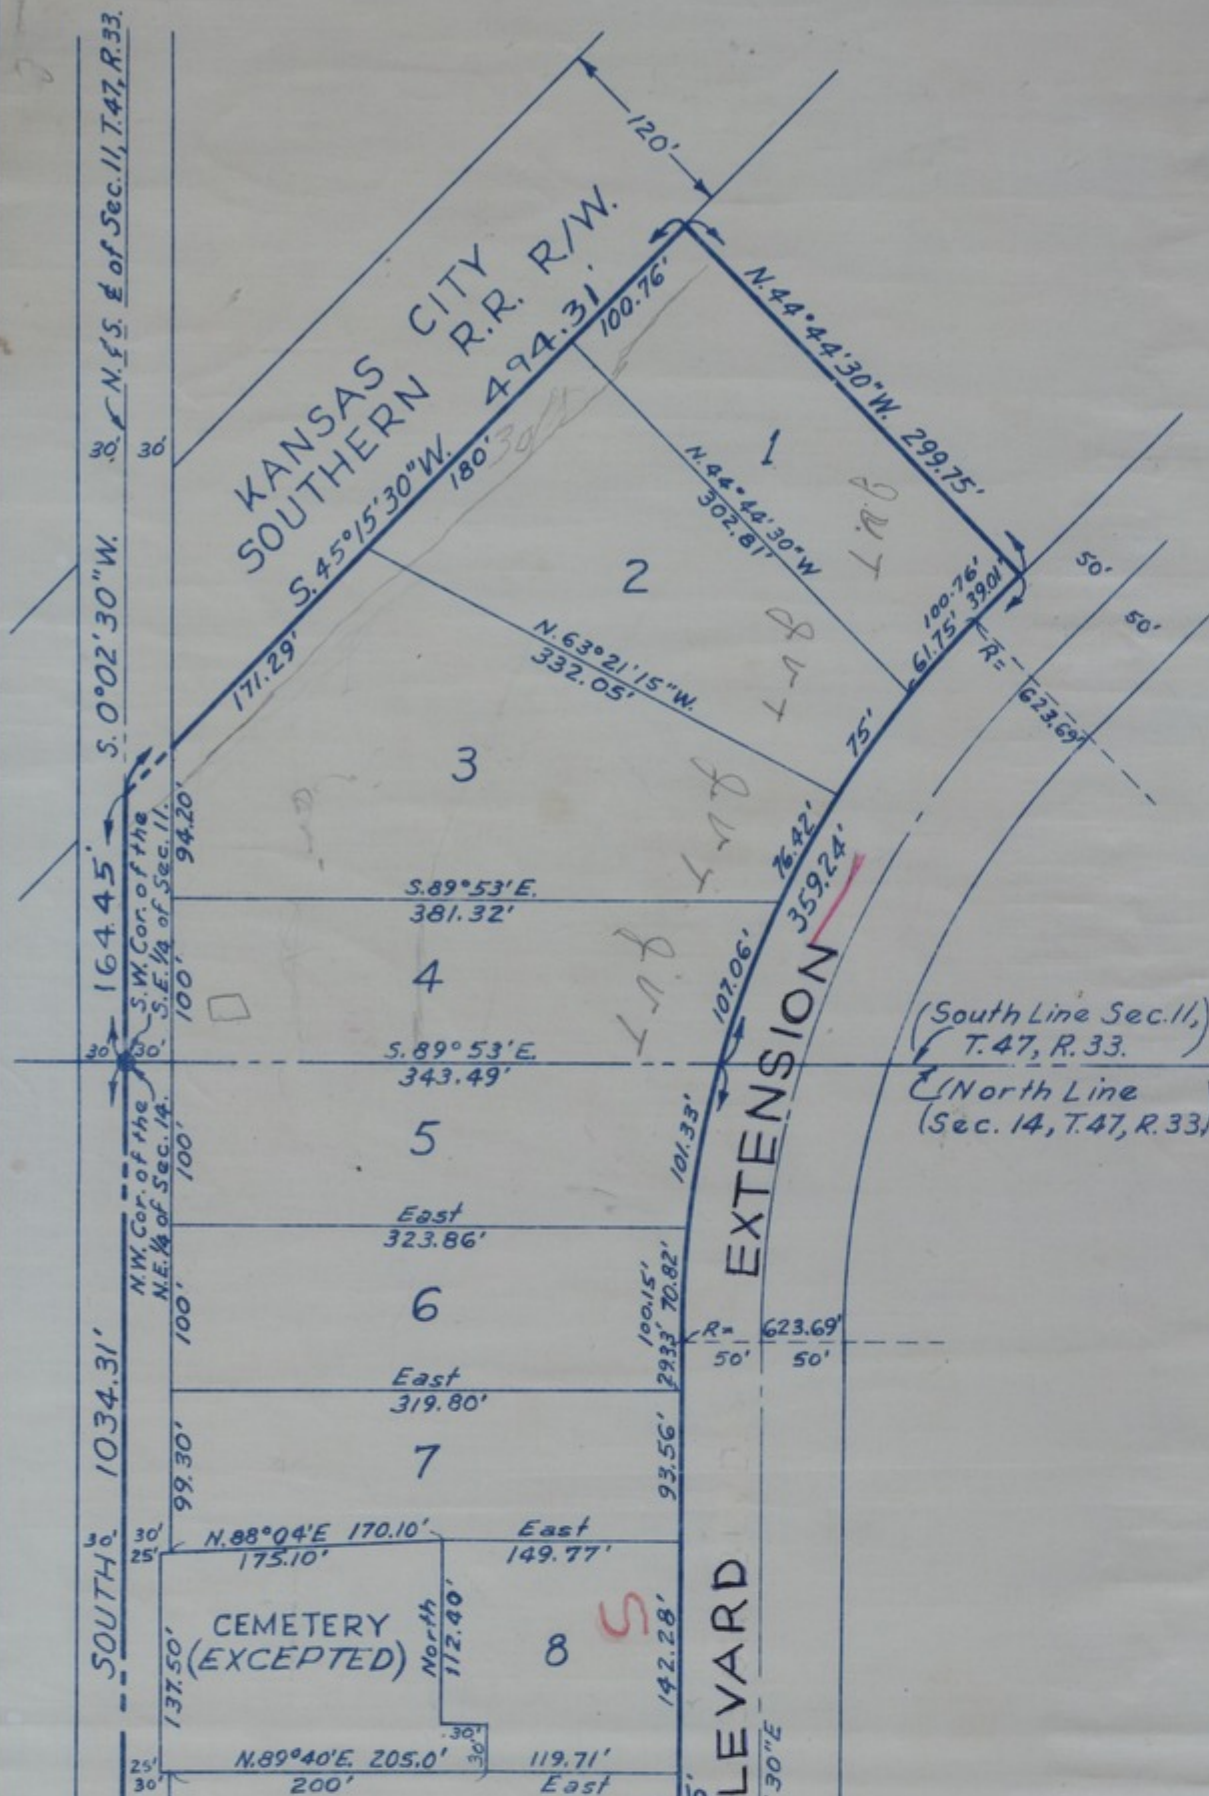 N. & S. ₵ of Sec. 11, T.47, R.33.
120'
KANSAS CITY
SOUTHERN R.R. R/W.
S. 45°15'30"W. 494.31'
100.76'
180'
171.29'
N. 44°44'30"W. 299.75'
1
N. 44°44'30"W
302.81'
30' 30'
S. 0°02'30"W.
2
N. 63°21'15"W.
332.05'
100.76'
61.75' 39.01'
50'
50'
R= 623.69'
75'
3
76.42'
359.24'
94.20'
164.45'
S.W. Cor. of the
S.E. 1/4 of Sec. 11.
S.89°53'E.
381.32'
4
100'
107.06'
30' 30'
S.89°53'E.
343.49'
(South Line Sec. 11,)
T.47, R.33.
(North Line
(Sec. 14, T.47, R.33,
N.W. Cor. of the
N.E. 1/4 of Sec. 14.
5
100'
101.33'
EXTENSION
East
323.86'
6
100'
100.15'
29.33' 70.82'
R= 623.69'
50' 50'
East
319.80'
SOUTH 1034.31'
7
99.30'
93.56'
30' 30'
25'
N.88°04'E 170.10'
175.10'
East
149.77'
CEMETERY
(EXCEPTED)
137.50'
North
112.40'
8
5
142.28'
LEVARD
30"E
30'
30'
25'
30'
N.89°40'E. 205.0'
200'
119.71'
East
5'